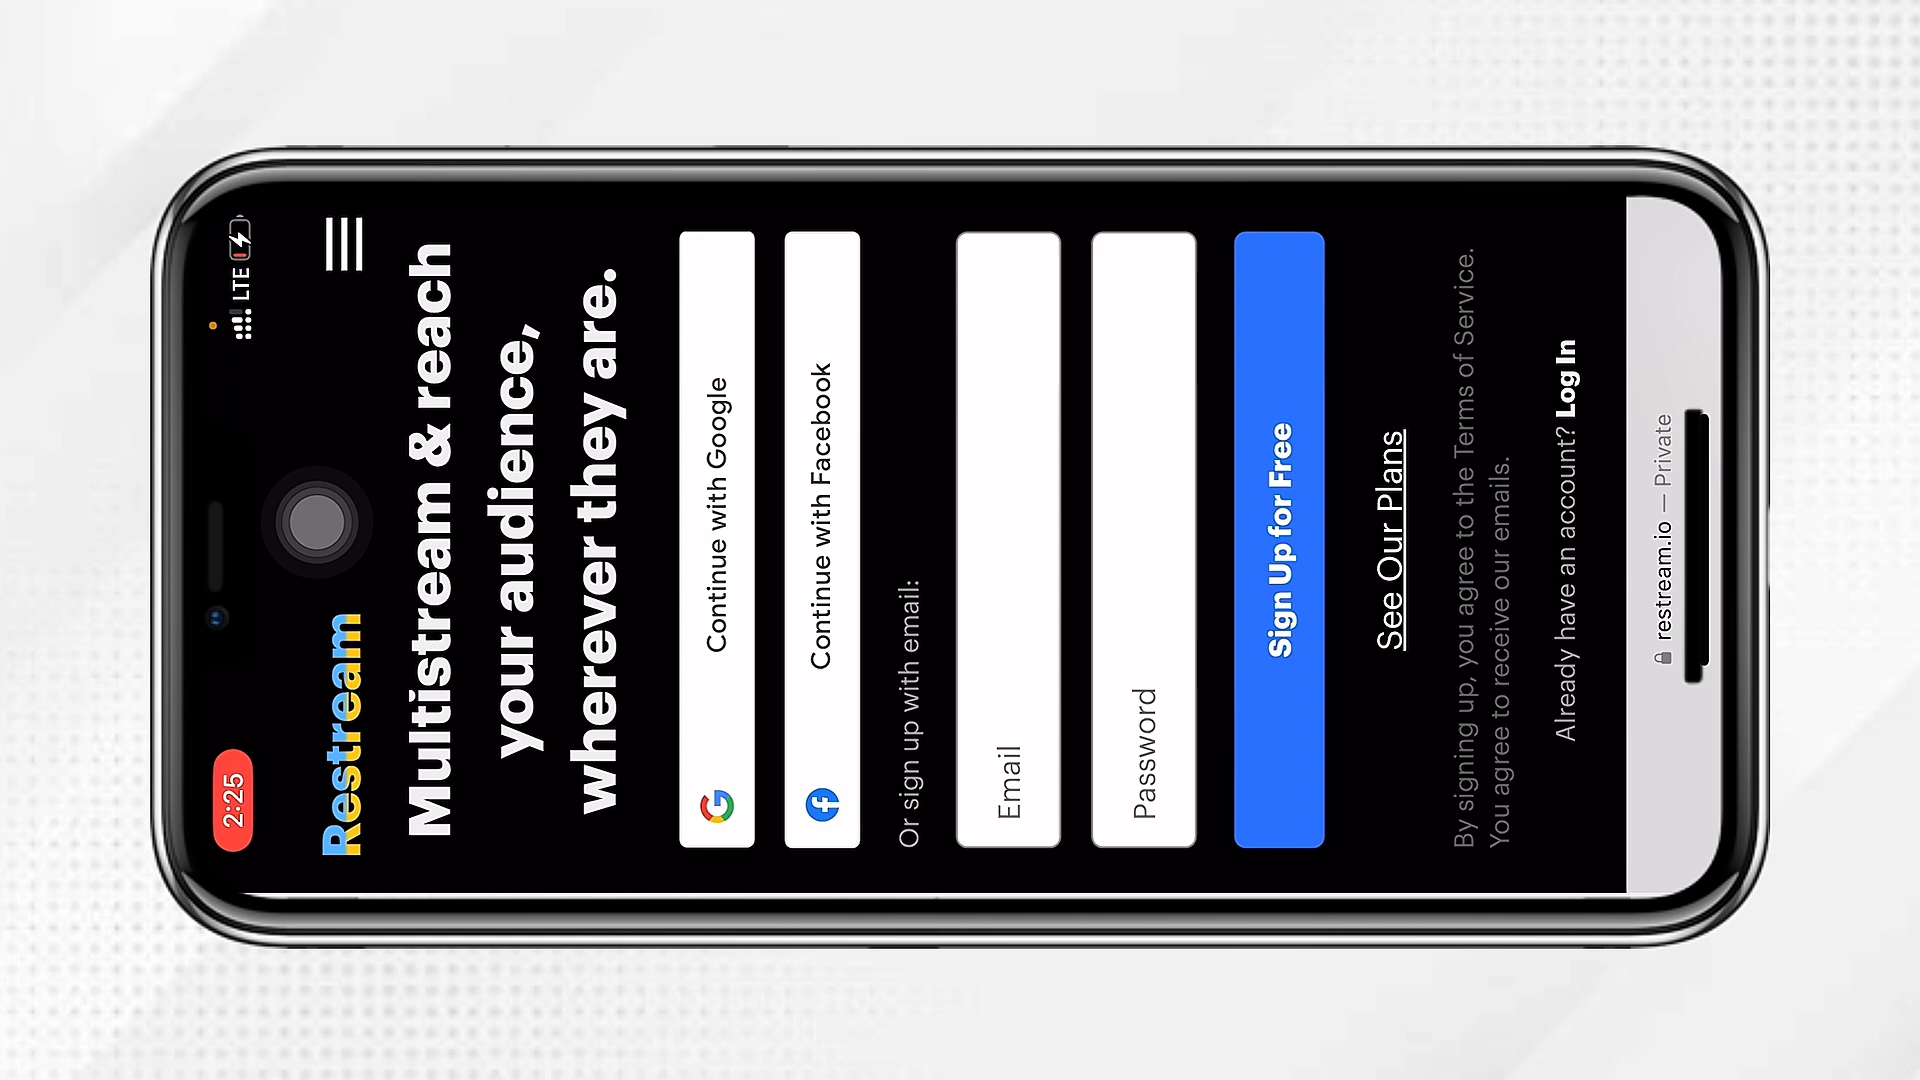 2:25
LTE
Restream
Multistream & reach
your audience,
wherever they are.
Continue with Google
Continue with Facebook
Or sign up with email:
Email
Password
Sign Up for Free
See Our Plans
By signing up, you agree to the Terms of Service.
You agree to receive our emails.
Already have an account? Log In
restream.io — Private